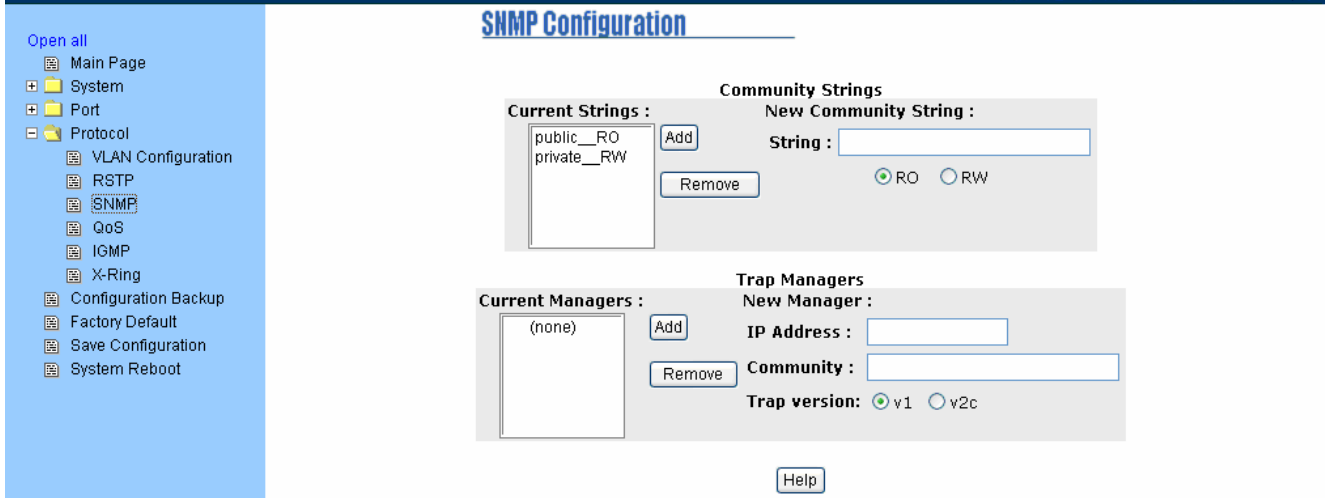 Open all
Main Page
System
Port
Protocol
VLAN Configuration
RSTP
SNMP
QoS
IGMP
X-Ring
Configuration Backup
Factory Default
Save Configuration
System Reboot
SNMP Configuration
Community Strings
Current Strings :
New Community String :
public__RO
private__RW
Add
Remove
String :
RO
RW
Trap Managers
Current Managers :
New Manager :
(none)
Add
Remove
IP Address :
Community :
Trap version:
v1
v2c
Help